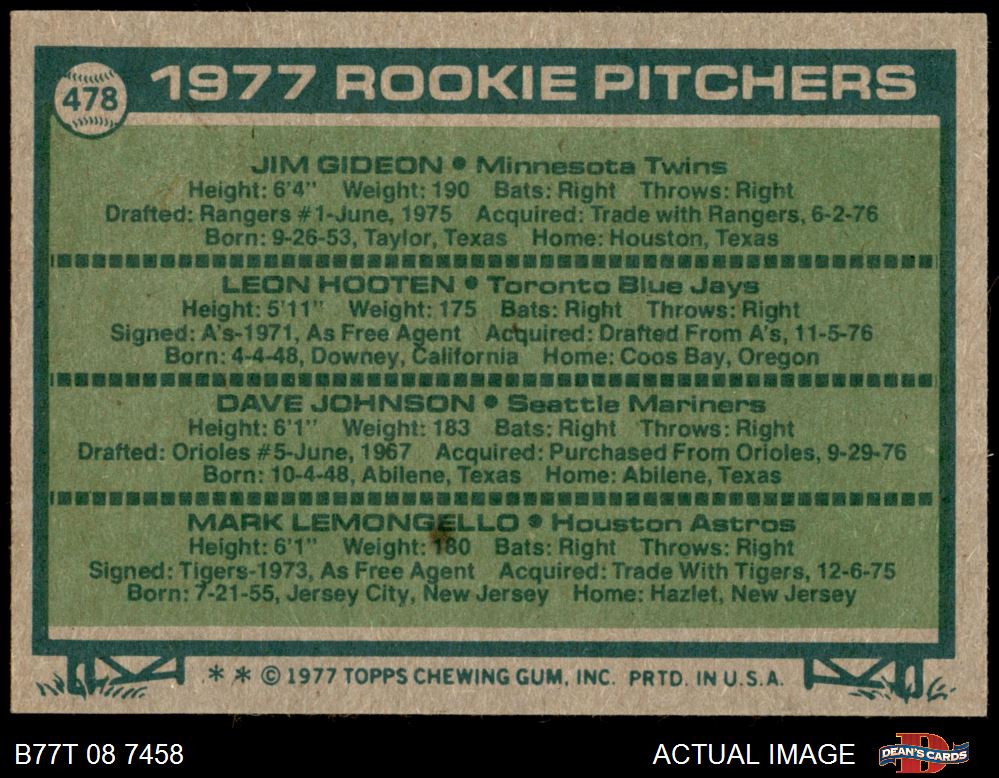 478
1977 ROOKIE PITCHERS
JIM GIDEON • Minnesota Twins
Height: 6'4" Weight: 190 Bats: Right Throws: Right
Drafted: Rangers #1-June, 1975 Acquired: Trade with Rangers, 6-2-76
Born: 9-26-53, Taylor, Texas Home: Houston, Texas
LEON HOOTEN • Toronto Blue Jays
Height: 5'11" Weight: 175 Bats: Right Throws: Right
Signed: A's-1971, As Free Agent Acquired: Drafted From A's, 11-5-76
Born: 4-4-48, Downey, California Home: Coos Bay, Oregon
DAVE JOHNSON • Seattle Mariners
Height: 6'1" Weight: 183 Bats: Right Throws: Right
Drafted: Orioles #5-June, 1967 Acquired: Purchased From Orioles, 9-29-76
Born: 10-4-48, Abilene, Texas Home: Abilene, Texas
MARK LEMONGELLO • Houston Astros
Height: 6'1" Weight: 180 Bats: Right Throws: Right
Signed: Tigers-1973, As Free Agent Acquired: Trade With Tigers, 12-6-75
Born: 7-21-55, Jersey City, New Jersey Home: Hazlet, New Jersey
* * © 1977 TOPPS CHEWING GUM, INC. PRTD. IN U.S.A.
B77T 08 7458 ACTUAL IMAGE DEAN'S CARDS